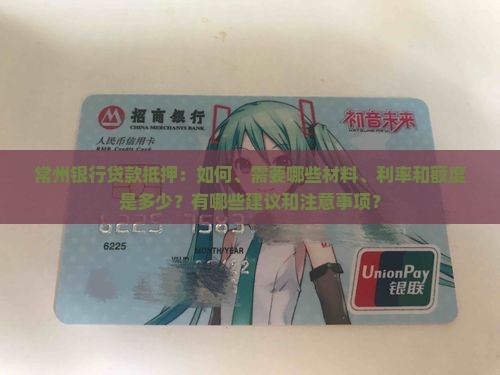 招商银行
CHINA MERCHANTS BANK
初音未来
人民币信用卡
RMB Credit Card
常州银行贷款抵押：如何、需要哪些材料、利率和额度
是多少？有哪些建议和注意事项？
6225
MONTH/YEAR
UnionPay
银联